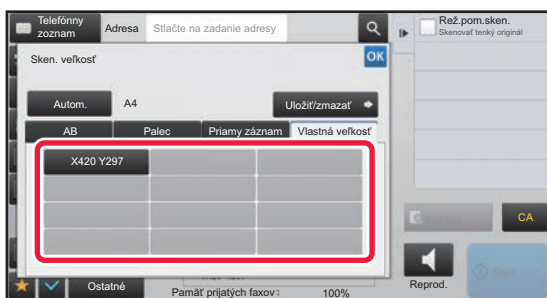 Telefónny zoznam
Adresa
Stlačte na zadanie adresy
Rež.pom.sken.
Skenovať tenký originál
Sken. veľkosť
OK
Autom.
A4
Uložiť/zmazať
AB
Palec
Priamy záznam
Vlastná veľkosť
X420 Y297
CA
Start
Ostatné
Pamäť prijatých faxov:
100%
Reprod.